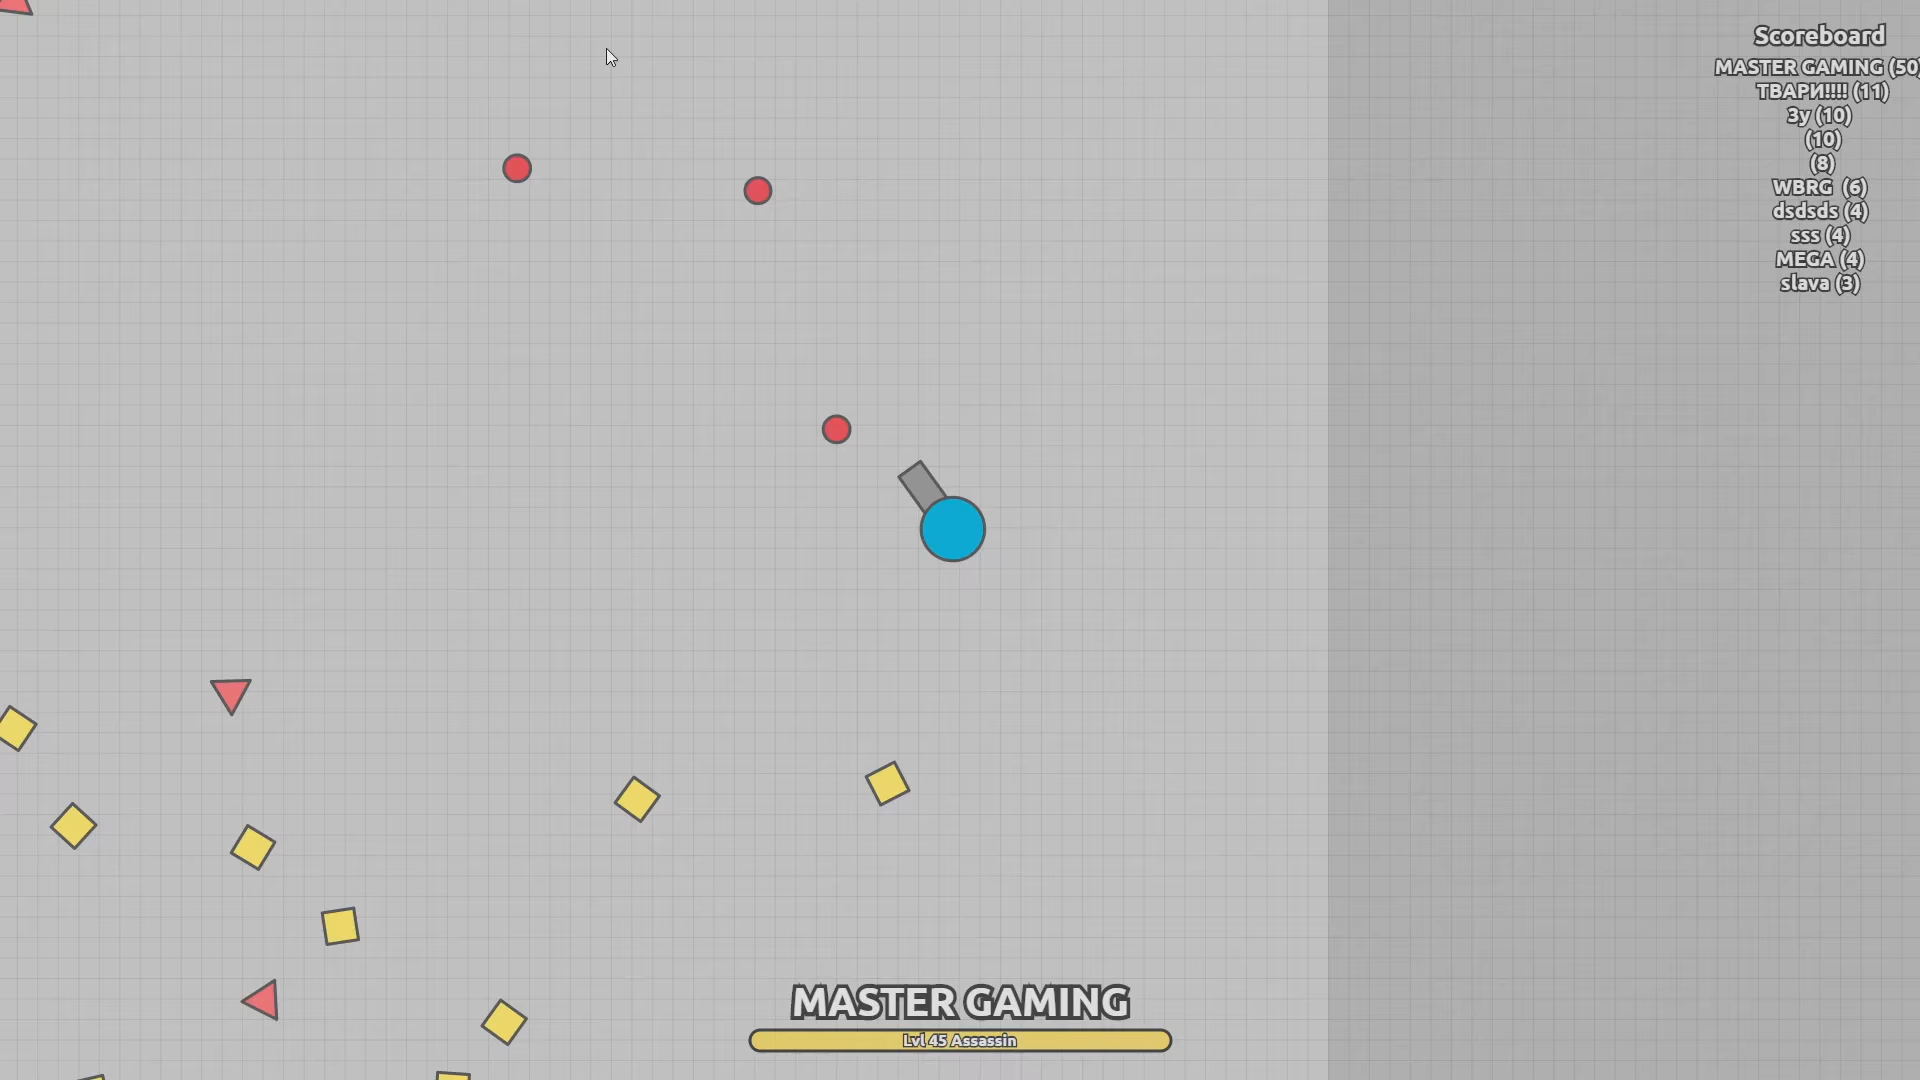 Scoreboard
MASTER GAMING (50)
ТВАРИ!!!! (11)
3y (10)
(10)
(8)
WBRG (6)
dsdsds (4)
sss (4)
MEGA (4)
slava (3)
MASTER GAMING
Lvl 45 Assassin